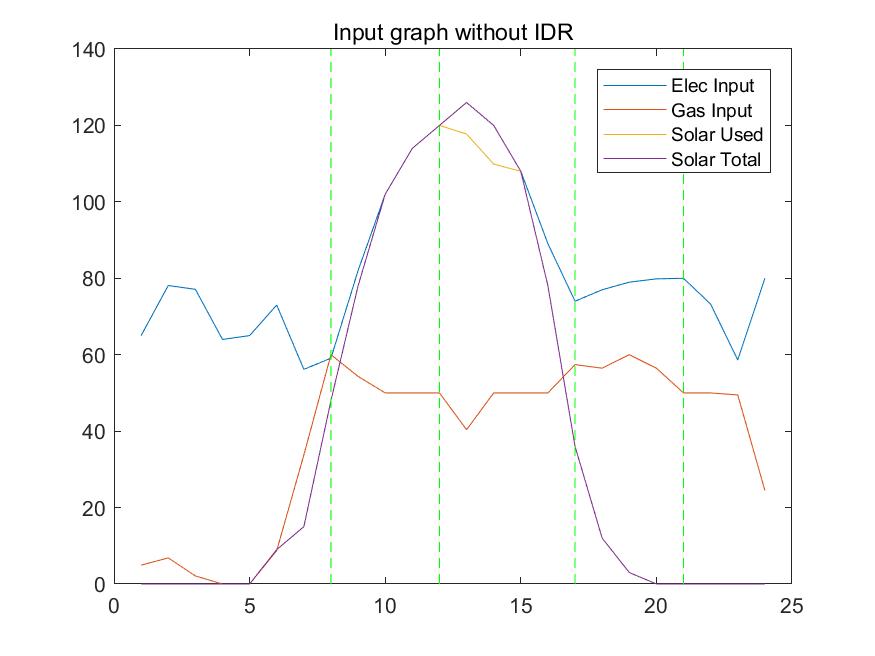 Input graph without IDR
140
120
100
80
60
40
20
0
0 5 10 15 20 25
Elec Input
Gas Input
Solar Used
Solar Total